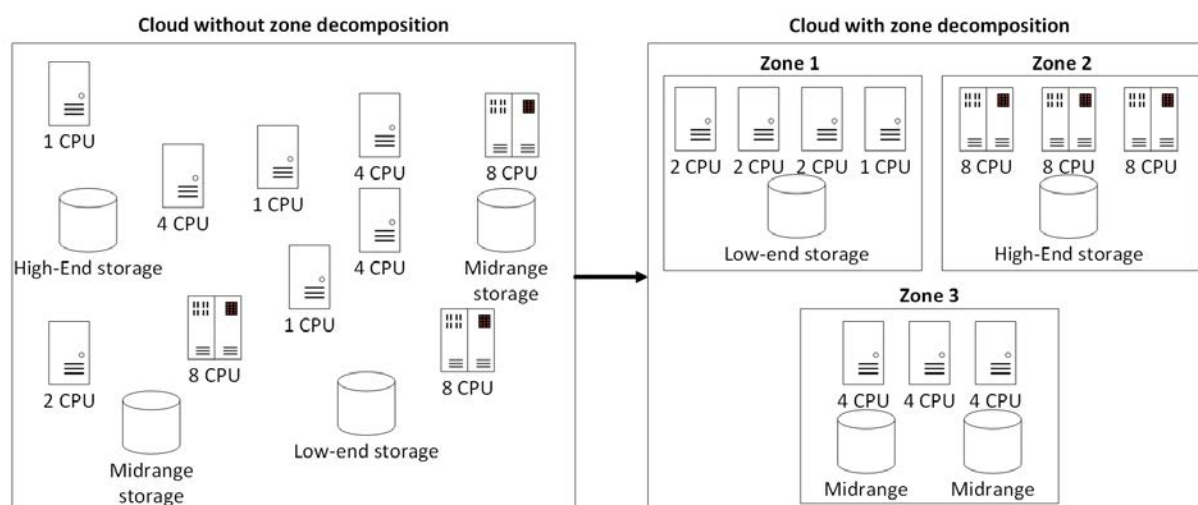 Cloud without zone decomposition
1 CPU
4 CPU
1 CPU
4 CPU
8 CPU
High-End storage
4 CPU
Midrange
storage
1 CPU
2 CPU
8 CPU
8 CPU
Midrange
storage
Low-end storage
Cloud with zone decomposition
Zone 1
2 CPU
2 CPU
2 CPU
1 CPU
Low-end storage
Zone 2
8 CPU
8 CPU
8 CPU
High-End storage
Zone 3
4 CPU
4 CPU
4 CPU
Midrange
Midrange